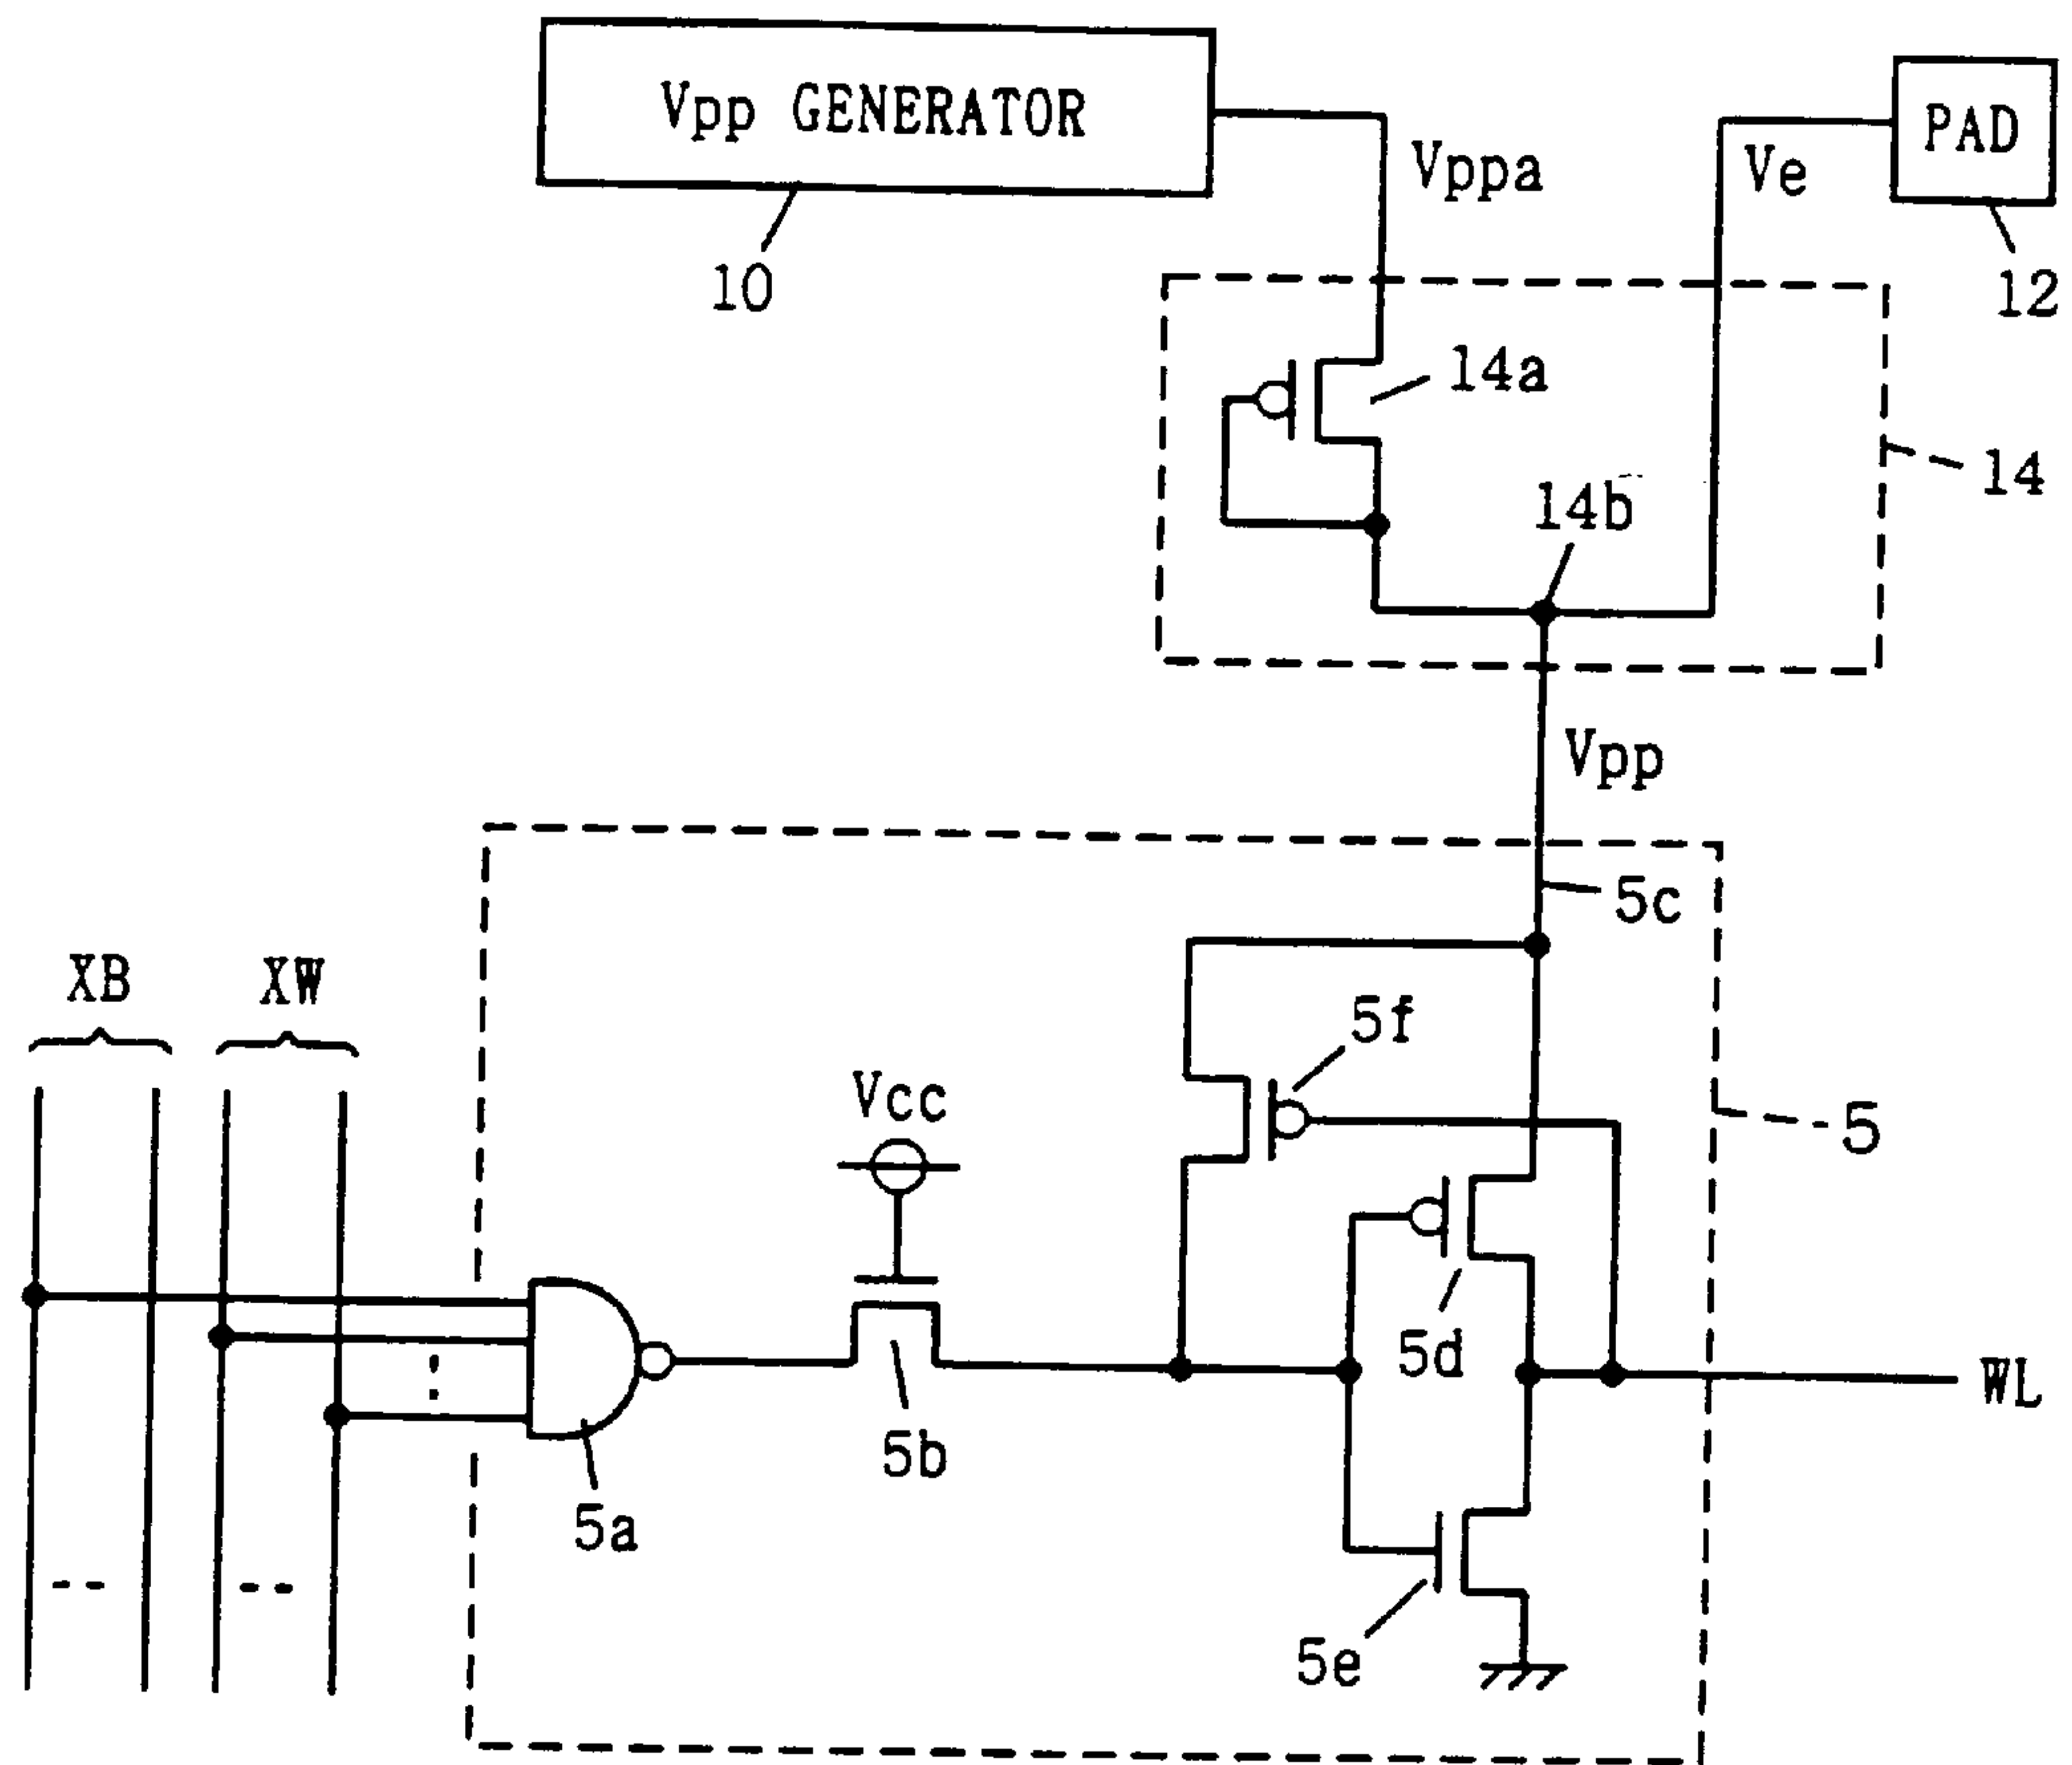 Vpp GENERATOR
PAD
Vppa
Ve
10
12
14a
14
14b
Vpp
5c
XB
XW
5f
Vcc
5
5d
WL
5b
5a
5e